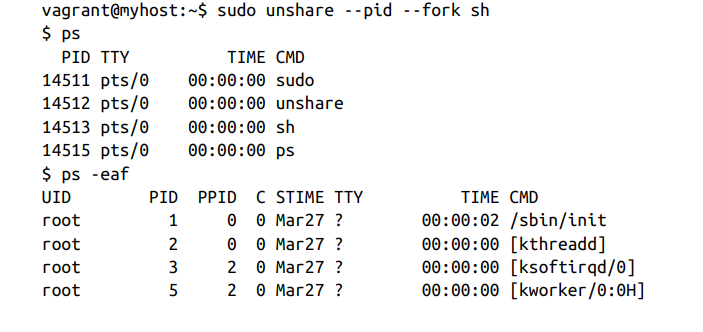 vagrant@myhost:~$ sudo unshare --pid --fork sh
$ ps
  PID TTY          TIME CMD
14511 pts/0    00:00:00 sudo
14512 pts/0    00:00:00 unshare
14513 pts/0    00:00:00 sh
14515 pts/0    00:00:00 ps
$ ps -eaf
UID        PID  PPID  C STIME TTY          TIME CMD
root         1     0  0 Mar27 ?        00:00:02 /sbin/init
root         2     0  0 Mar27 ?        00:00:00 [kthreadd]
root         3     2  0 Mar27 ?        00:00:00 [ksoftirqd/0]
root         5     2  0 Mar27 ?        00:00:00 [kworker/0:0H]